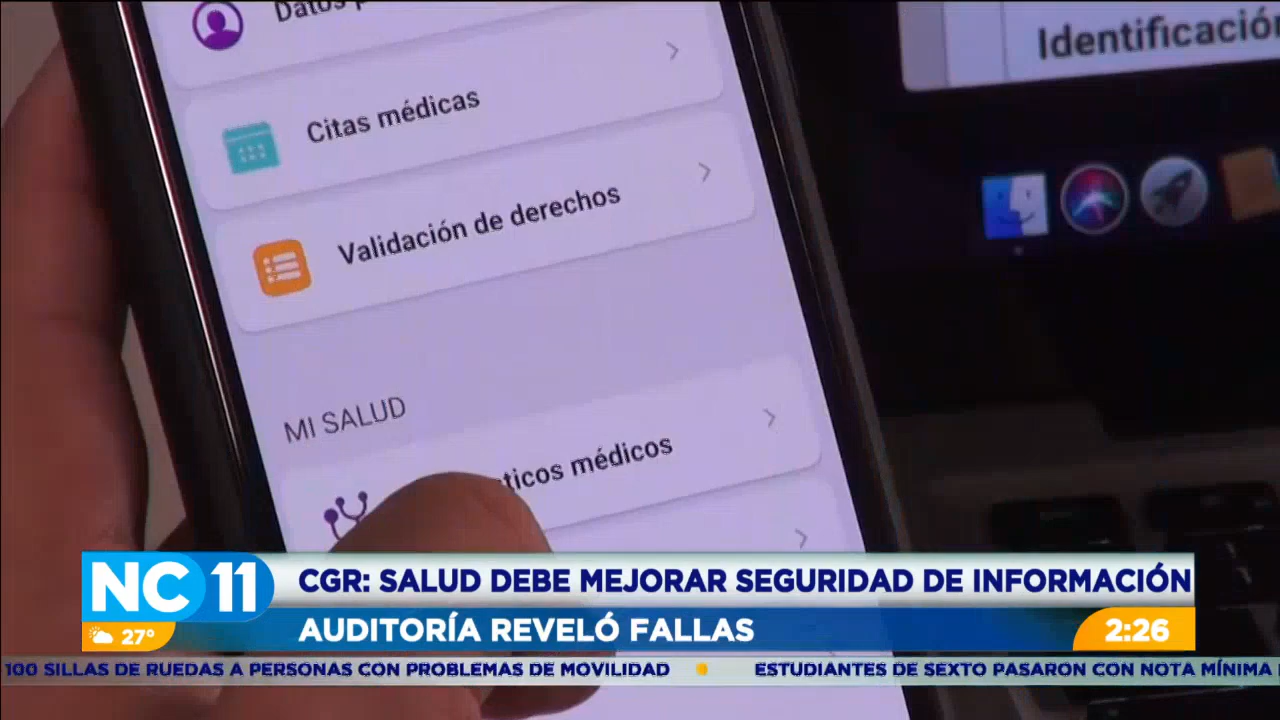 Datos
Identificación
Citas médicas
Validación de derechos
MI SALUD
ticos médicos
NC 11
CGR: SALUD DEBE MEJORAR SEGURIDAD DE INFORMACIÓN
27°
AUDITORÍA REVELÓ FALLAS
2:26
100 SILLAS DE RUEDAS A PERSONAS CON PROBLEMAS DE MOVILIDAD
ESTUDIANTES DE SEXTO PASARON CON NOTA MÍNIMA